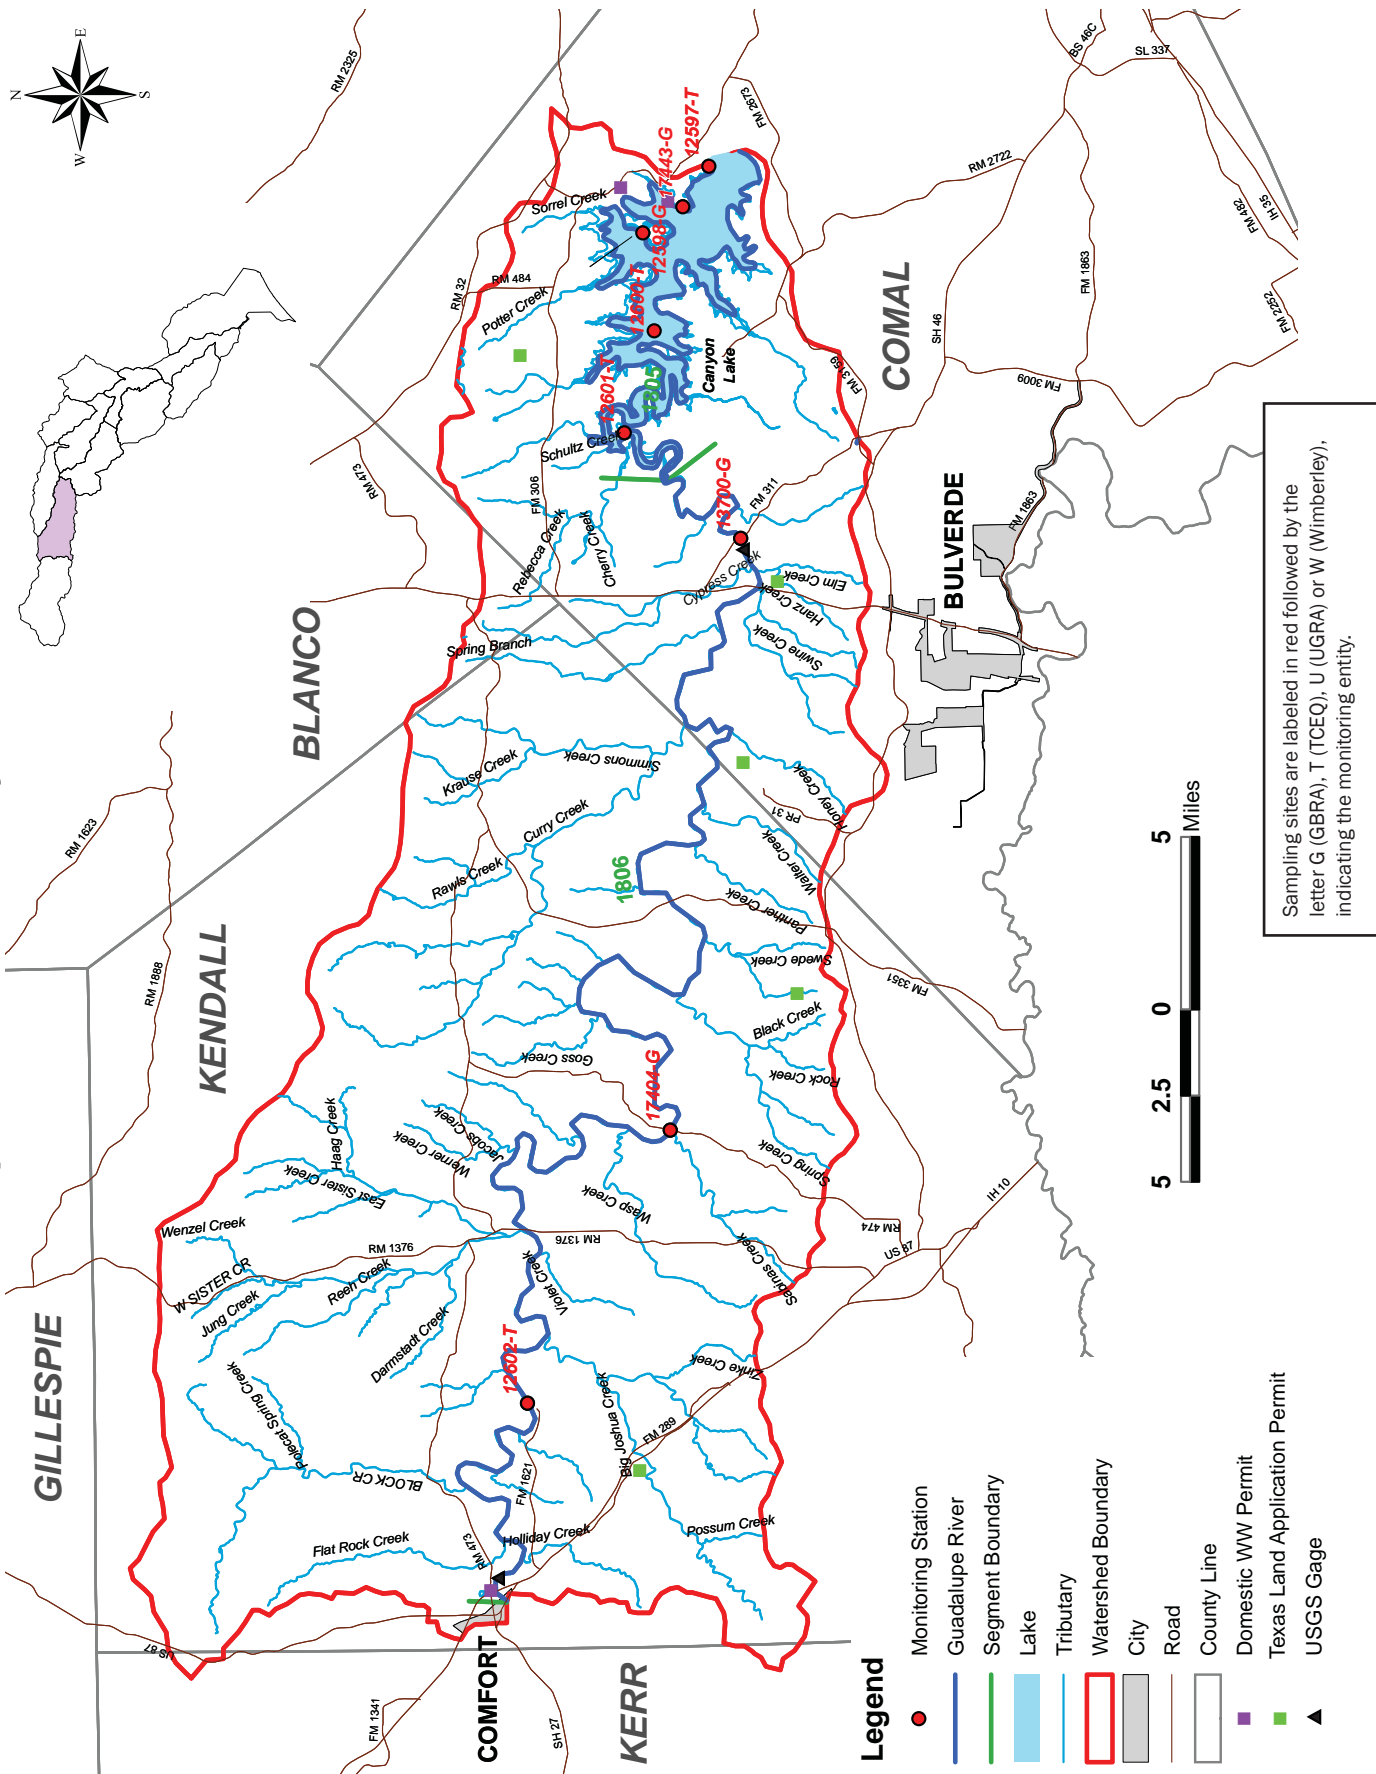 N
E
S
W
RM 2325
GILLESPIE
KENDALL
BLANCO
COMAL
KERR
COMFORT
BULVERDE
US 87
FM 1341
SH 27
RM 473
FM 1621
FM 289
RM 1376
RM 1376
RM 474
US 87
IH 10
RM 1888
RM 1623
FM 3351
PR 31
RM 473
FM 306
FM 311
FM 3159
RM 32
RM 484
FM 2673
RM 2722
BS 46C
SL 337
SH 46
FM 1863
FM 1863
FM 3009
FM 482
IH 35
FM 2252
Flat Rock Creek
Holliday Creek
BLOCK CR
Polecat Spring Creek
Possum Creek
Big Joshua Creek
Zinke Creek
Darmstadt Creek
Reeh Creek
Jung Creek
W SISTER CR
Wenzel Creek
East Sister Creek
Haag Creek
Werner Creek
Jacobs Creek
Violet Creek
Wasp Creek
Sabinas Creek
Spring Creek
Rock Creek
Black Creek
Swede Creek
Panther Creek
Walter Creek
Honey Creek
Goss Creek
Rawls Creek
Curry Creek
Krause Creek
Simmons Creek
Spring Branch
Rebecca Creek
Cherry Creek
Cypress Creek
Swine Creek
Hanz Creek
Elm Creek
Schultz Creek
Potter Creek
Sorrel Creek
Canyon
Lake
12602-T
17404-G
13700-G
12601-T
12600-T
12598-G
17443-G
12597-T
1806
1805
5
2.5
0
5
Miles
Sampling sites are labeled in red followed by the
letter G (GBRA), T (TCEQ), U (UGRA) or W (Wimberley),
indicating the monitoring entity.
Legend
Monitoring Station
Guadalupe River
Segment Boundary
Lake
Tributary
Watershed Boundary
City
Road
County Line
Domestic WW Permit
Texas Land Application Permit
USGS Gage